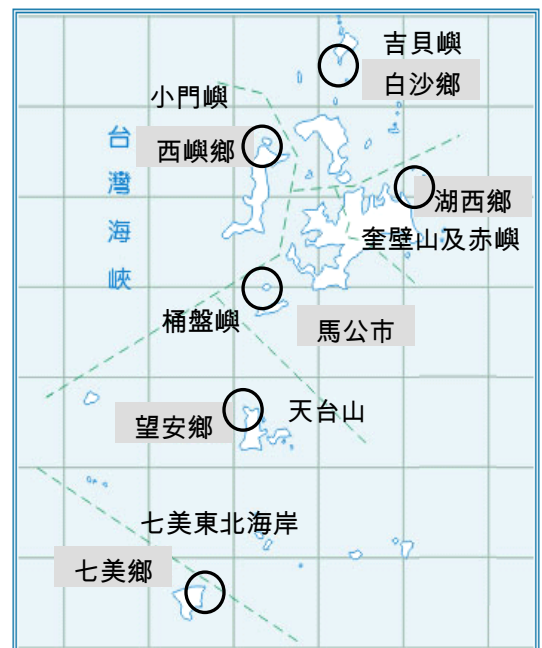 吉貝嶼
白沙鄉
小門嶼
西嶼鄉
台灣海峽
湖西鄉
奎壁山及赤嶼
桶盤嶼
馬公市
天台山
望安鄉
七美東北海岸
七美鄉